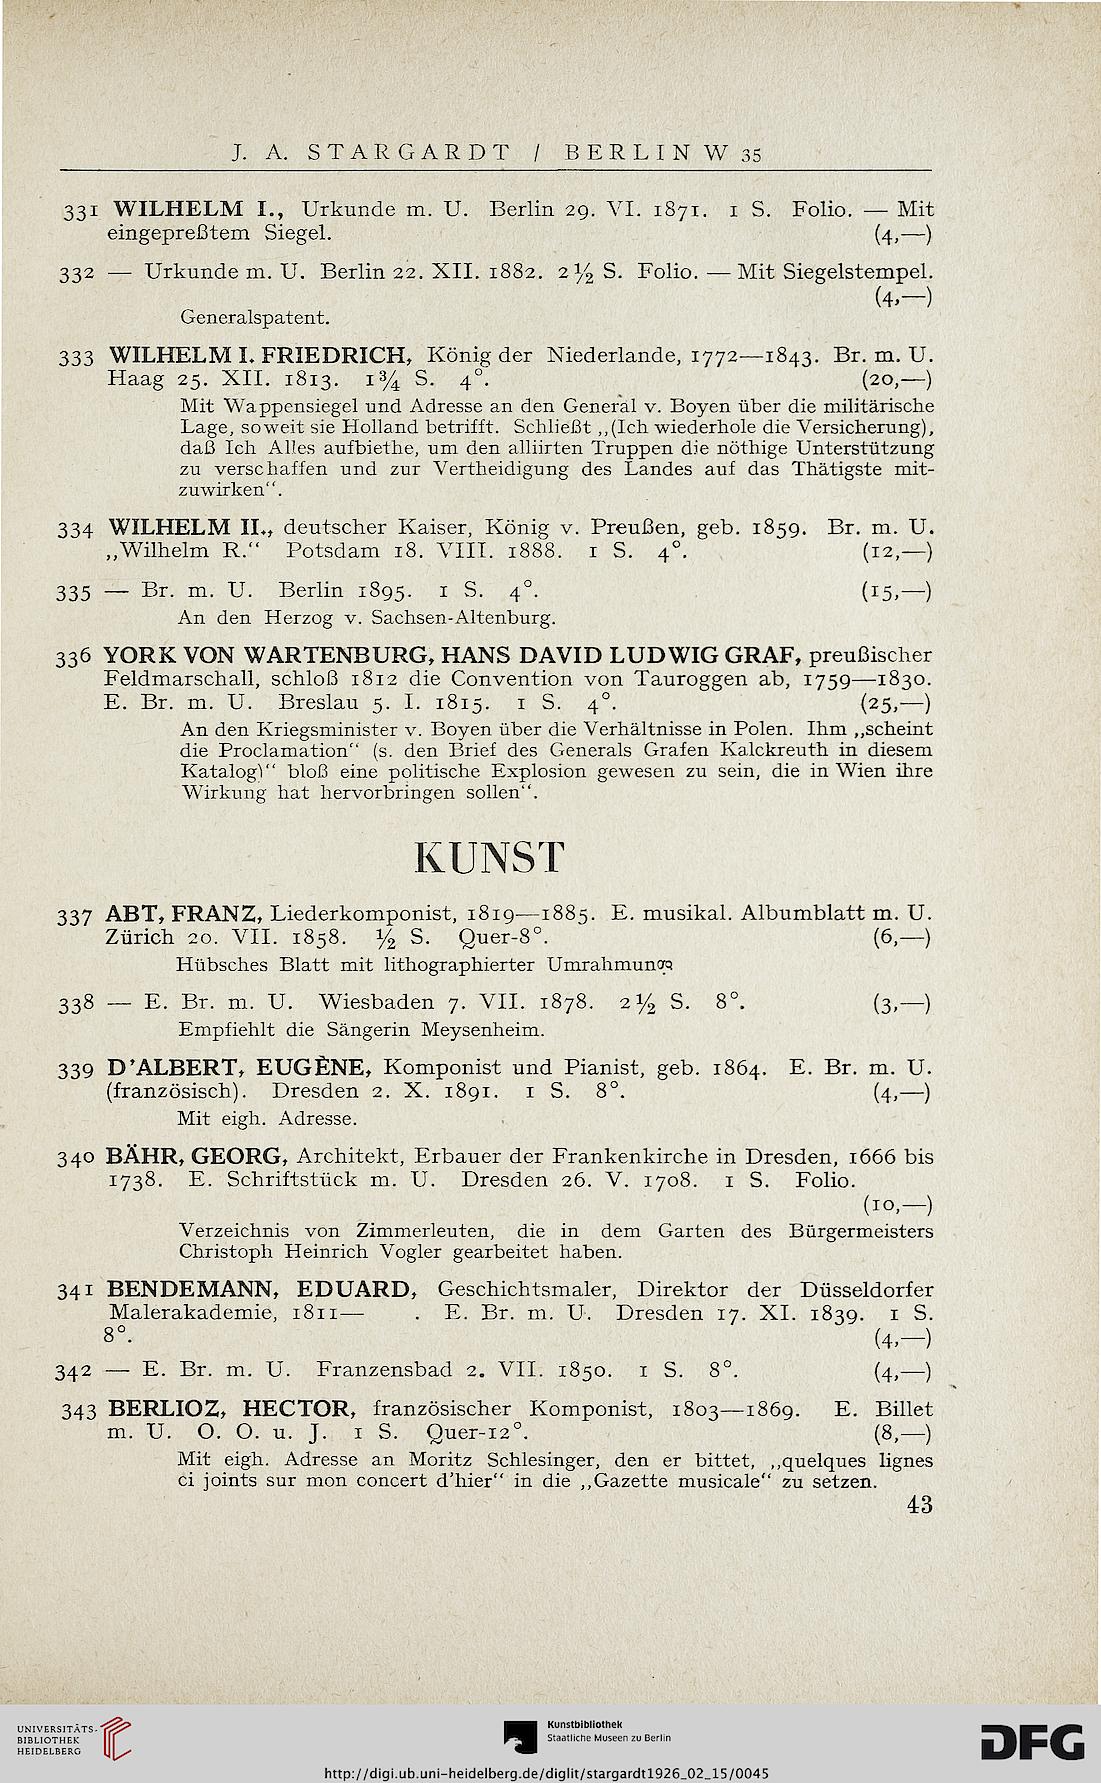 J. A. STARGARDT / BERLIN W 35
331 WILHELM I., Urkunde m. U. Berlin 29. VI. 1871. 1 S. Folio. — Mit
eingepreßtem Siegel. (4,—)
332 — Urkunde m. U. Berlin 22. XII. 1882. 2½ S. Folio. — Mit Siegelstempel.
(4,—)
Generalspatent.
333 WILHELM I. FRIEDRICH, König der Niederlande, 1772—1843. Br. m. U.
Haag 25. XII. 1813. 1¾ S. 4°. (20,—)
Mit Wappensiegel und Adresse an den General v. Boyen über die militärische
Lage, soweit sie Holland betrifft. Schließt „(Ich wiederhole die Versicherung),
daß Ich Alles aufbiethe, um den alliirten Truppen die nöthige Unterstützung
zu verschaffen und zur Vertheidigung des Landes auf das Thätigste mit-
zuwirken“.
334 WILHELM II., deutscher Kaiser, König v. Preußen, geb. 1859. Br. m. U.
„Wilhelm R.“ Potsdam 18. VIII. 1888. 1 S. 4°. (12,—)
335 — Br. m. U. Berlin 1895. 1 S. 4°. (15,—)
An den Herzog v. Sachsen-Altenburg.
336 YORK VON WARTENBURG, HANS DAVID LUDWIG GRAF, preußischer
Feldmarschall, schloß 1812 die Convention von Tauroggen ab, 1759—1830.
E. Br. m. U. Breslau 5. I. 1815. 1 S. 4°. (25,—)
An den Kriegsminister v. Boyen über die Verhältnisse in Polen. Ihm „scheint
die Proclamation“ (s. den Brief des Generals Grafen Kalckreuth in diesem
Katalog)“ bloß eine politische Explosion gewesen zu sein, die in Wien ihre
Wirkung hat hervorbringen sollen“.
KUNST
337 ABT, FRANZ, Liederkomponist, 1819—1885. E. musikal. Albumblatt m. U.
Zürich 20. VII. 1858. ½ S. Quer-8°. (6,—)
Hübsches Blatt mit lithographierter Umrahmung
338 — E. Br. m. U. Wiesbaden 7. VII. 1878. 2½ S. 8°. (3,—)
Empfiehlt die Sängerin Meysenheim.
339 D'ALBERT, EUGÈNE, Komponist und Pianist, geb. 1864. E. Br. m. U.
(französisch). Dresden 2. X. 1891. 1 S. 8°. (4,—)
Mit eigh. Adresse.
340 BÄHR, GEORG, Architekt, Erbauer der Frankenkirche in Dresden, 1666 bis
1738. E. Schriftstück m. U. Dresden 26. V. 1708. 1 S. Folio.
(10,—)
Verzeichnis von Zimmerleuten, die in dem Garten des Bürgermeisters
Christoph Heinrich Vogler gearbeitet haben.
341 BENDEMANN, EDUARD, Geschichtsmaler, Direktor der Düsseldorfer
Malerakademie, 1811— . E. Br. m. U. Dresden 17. XI. 1839. 1 S.
8°. (4,—)
342 — E. Br. m. U. Franzensbad 2. VII. 1850. 1 S. 8°. (4,—)
343 BERLIOZ, HECTOR, französischer Komponist, 1803—1869. E. Billet
m. U. O. O. u. J. 1 S. Quer-12°. (8,—)
Mit eigh. Adresse an Moritz Schlesinger, den er bittet, „quelques lignes
ci joints sur mon concert d'hier“ in die „Gazette musicale“ zu setzen.
43
UNIVERSITÄTS-
BIBLIOTHEK
HEIDELBERG
Kunstbibliothek
Staatliche Museen zu Berlin
DFG
http://digi.ub.uni-heidelberg.de/diglit/stargardt1926_02_15/0045